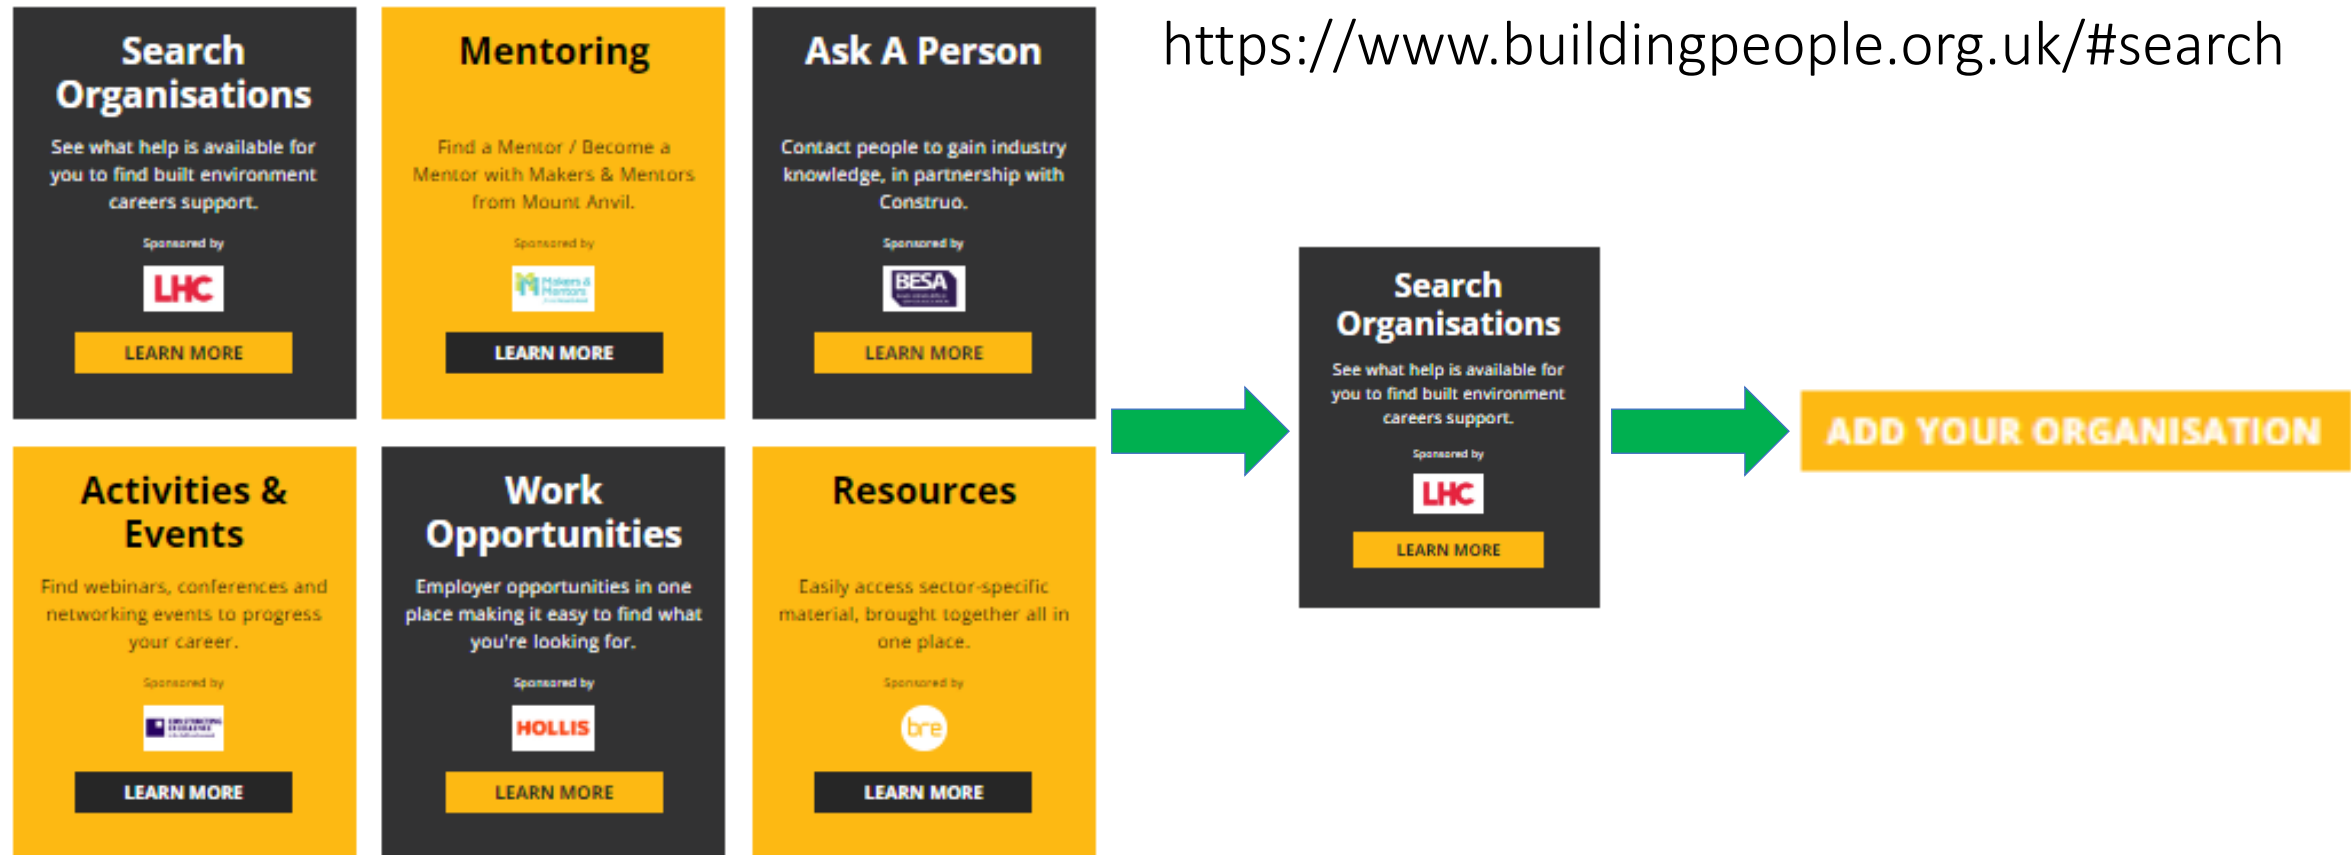 https://www.buildingpeople.org.uk/#search
Search
Organisations
See what help is available for
you to find built environment
careers support.
Sponsored by
LHC
LEARN MORE
Mentoring
Find a Mentor / Become a
Mentor with Makers & Mentors
from Mount Anvil.
Sponsored by
Makers &
Mentors
LEARN MORE
Ask A Person
Contact people to gain industry
knowledge, in partnership with
Construo.
Sponsored by
BESA
LEARN MORE
Activities &
Events
Find webinars, conferences and
networking events to progress
your career.
Sponsored by
CONSTRUCTING
EXCELLENCE
LEARN MORE
Work
Opportunities
Employer opportunities in one
place making it easy to find what
you're looking for.
Sponsored by
HOLLIS
LEARN MORE
Resources
Easily access sector-specific
material, brought together all in
one place.
Sponsored by
bre
LEARN MORE
Search
Organisations
See what help is available for
you to find built environment
careers support.
Sponsored by
LHC
LEARN MORE
ADD YOUR ORGANISATION